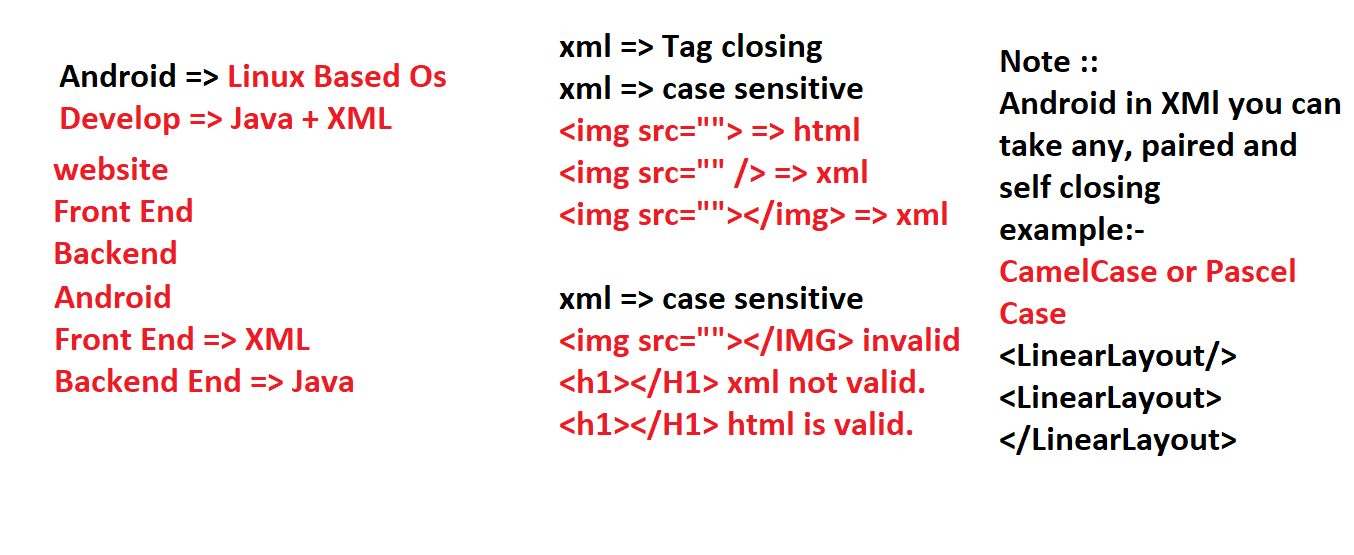 Android => Linux Based Os
Develop => Java + XML
website
Front End
Backend
Android
Front End => XML
Backend End => Java
xml => Tag closing
xml => case sensitive
<img src=""> => html
<img src="" /> => xml
<img src=""></img> => xml
xml => case sensitive
<img src=""></IMG> invalid
<h1></H1> xml not valid.
<h1></H1> html is valid.
Note ::
Android in XMl you can
take any, paired and
self closing
example:-
CamelCase or Pascel
Case
<LinearLayout/>
<LinearLayout>
</LinearLayout>